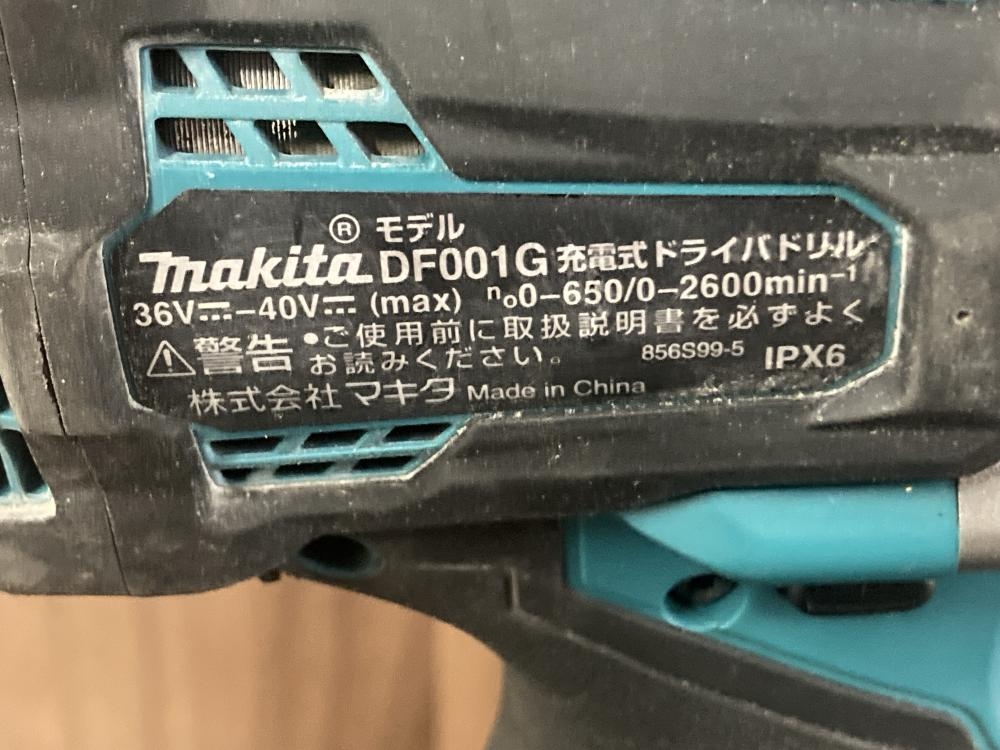 ® モデル
makita DF001G 充電式ドライバドリル
36V⎓-40V⎓ (max) n₀0-650/0-2600min⁻¹
⚠警告 •ご使用前に取扱説明書を必ずよく
お読みください。 856S99-5 IPX6
株式会社マキタ Made in China